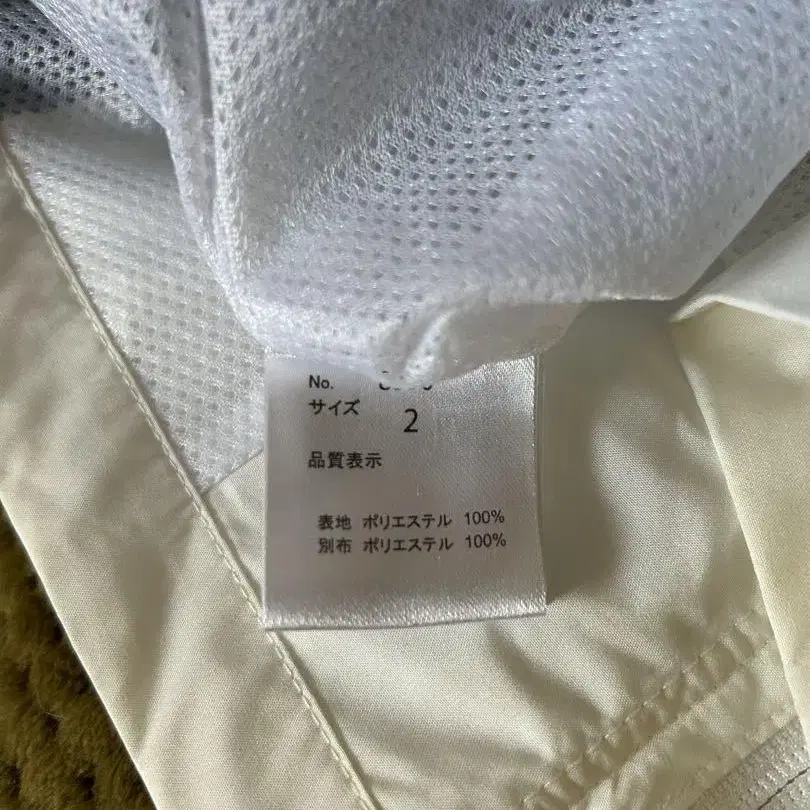 No.
サイズ 2
品質表示
表地 ポリエステル 100%
別布 ポリエステル 100%